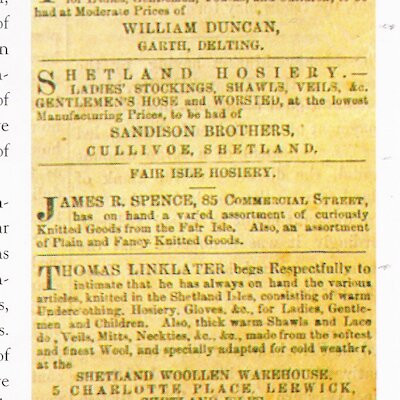 of
n
a-
of
e
of
a-
ar
as
a-
s,
s.
of
e
had at Moderate Prices of
WILLIAM DUNCAN,
GARTH, DELTING.
SHETLAND HOSIERY.—
LADIES' STOCKINGS, SHAWLS, VEILS, &c.
GENTLEMEN'S HOSE and WORSTED, at the lowest
Manufacturing Prices, to be had of
SANDISON BROTHERS,
CULLIVOE, SHETLAND.
FAIR ISLE HOSIERY.
JAMES R. SPENCE, 85 COMMERCIAL STREET,
has on hand a varied assortment of curiously
Knitted Goods from the Fair Isle. Also, an assortment
of Plain and Fancy Knitted Goods.
THOMAS LINKLATER begs Respectfully to
intimate that he has always on hand the various
articles, knitted in the Shetland Isles, consisting of warm
Underclothing, Hosiery, Gloves, &c., for Ladies, Gentle-
men and Children. Also, thick warm Shawls and Lace
do., Veils, Mitts, Neckties, &c., &c., made from the softest
and finest Wool, and specially adapted for cold weather,
at the
SHETLAND WOOLLEN WAREHOUSE,
5 CHARLOTTE PLACE, LERWICK,